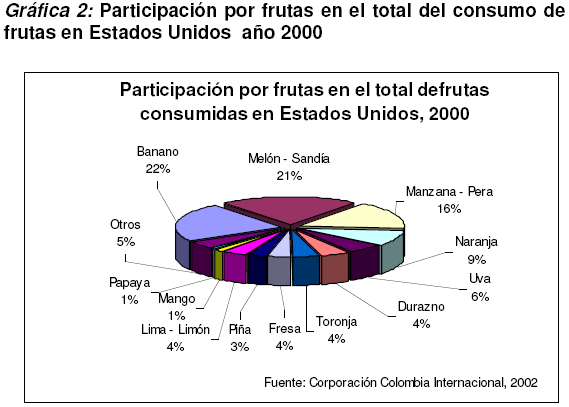 Gráfica 2: Participación por frutas en el total del consumo de
frutas en Estados Unidos año 2000
Participación por frutas en el total defrutas
consumidas en Estados Unidos, 2000
Banano
22%
Melón - Sandía
21%
Manzana - Pera
16%
Naranja
9%
Uva
6%
Durazno
4%
Toronja
4%
Fresa
4%
Piña
3%
Lima - Limón
4%
Mango
1%
Papaya
1%
Otros
5%
Fuente: Corporación Colombia Internacional, 2002